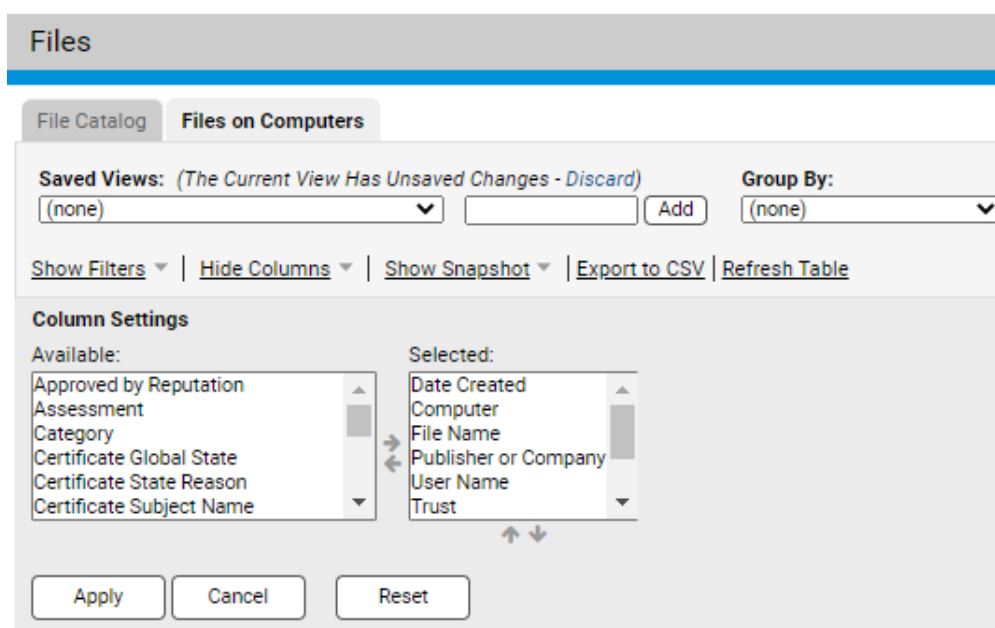 Files
File Catalog Files on Computers
Saved Views: (The Current View Has Unsaved Changes - Discard) Group By:
(none) Add (none)
Show Filters | Hide Columns | Show Snapshot | Export to CSV | Refresh Table
Column Settings
Available: Selected:
Approved by Reputation Date Created
Assessment Computer
Category File Name
Certificate Global State Publisher or Company
Certificate State Reason User Name
Certificate Subject Name Trust
Apply Cancel Reset